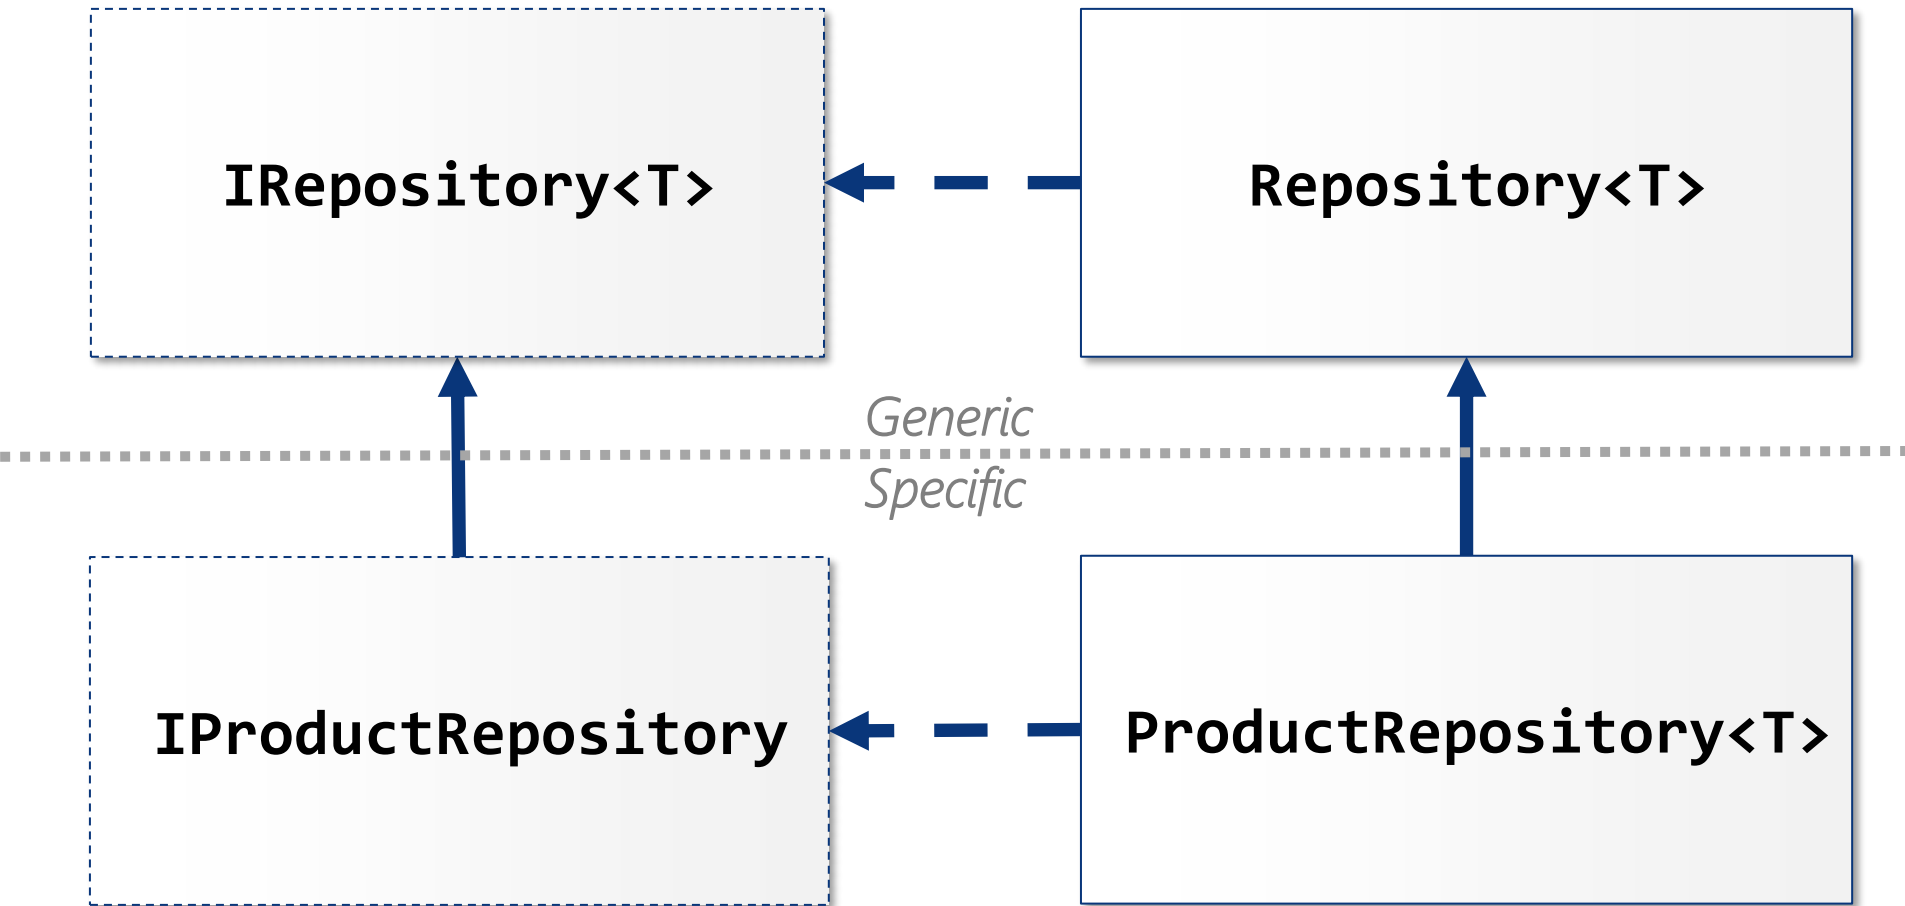 IRepository<T>
Repository<T>
Generic
Specific
IProductRepository
ProductRepository<T>